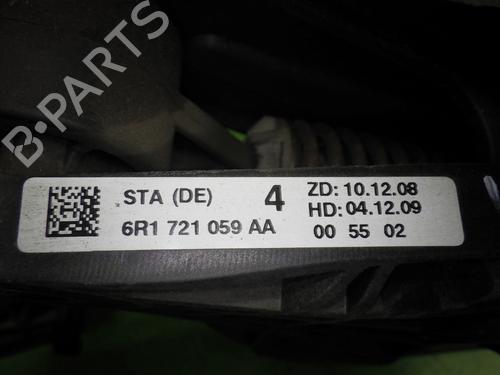 B-PARTS
STA (DE) 4 ZD: 10.12.08
HD: 04.12.09
6R1 721 059 AA 00 55 02